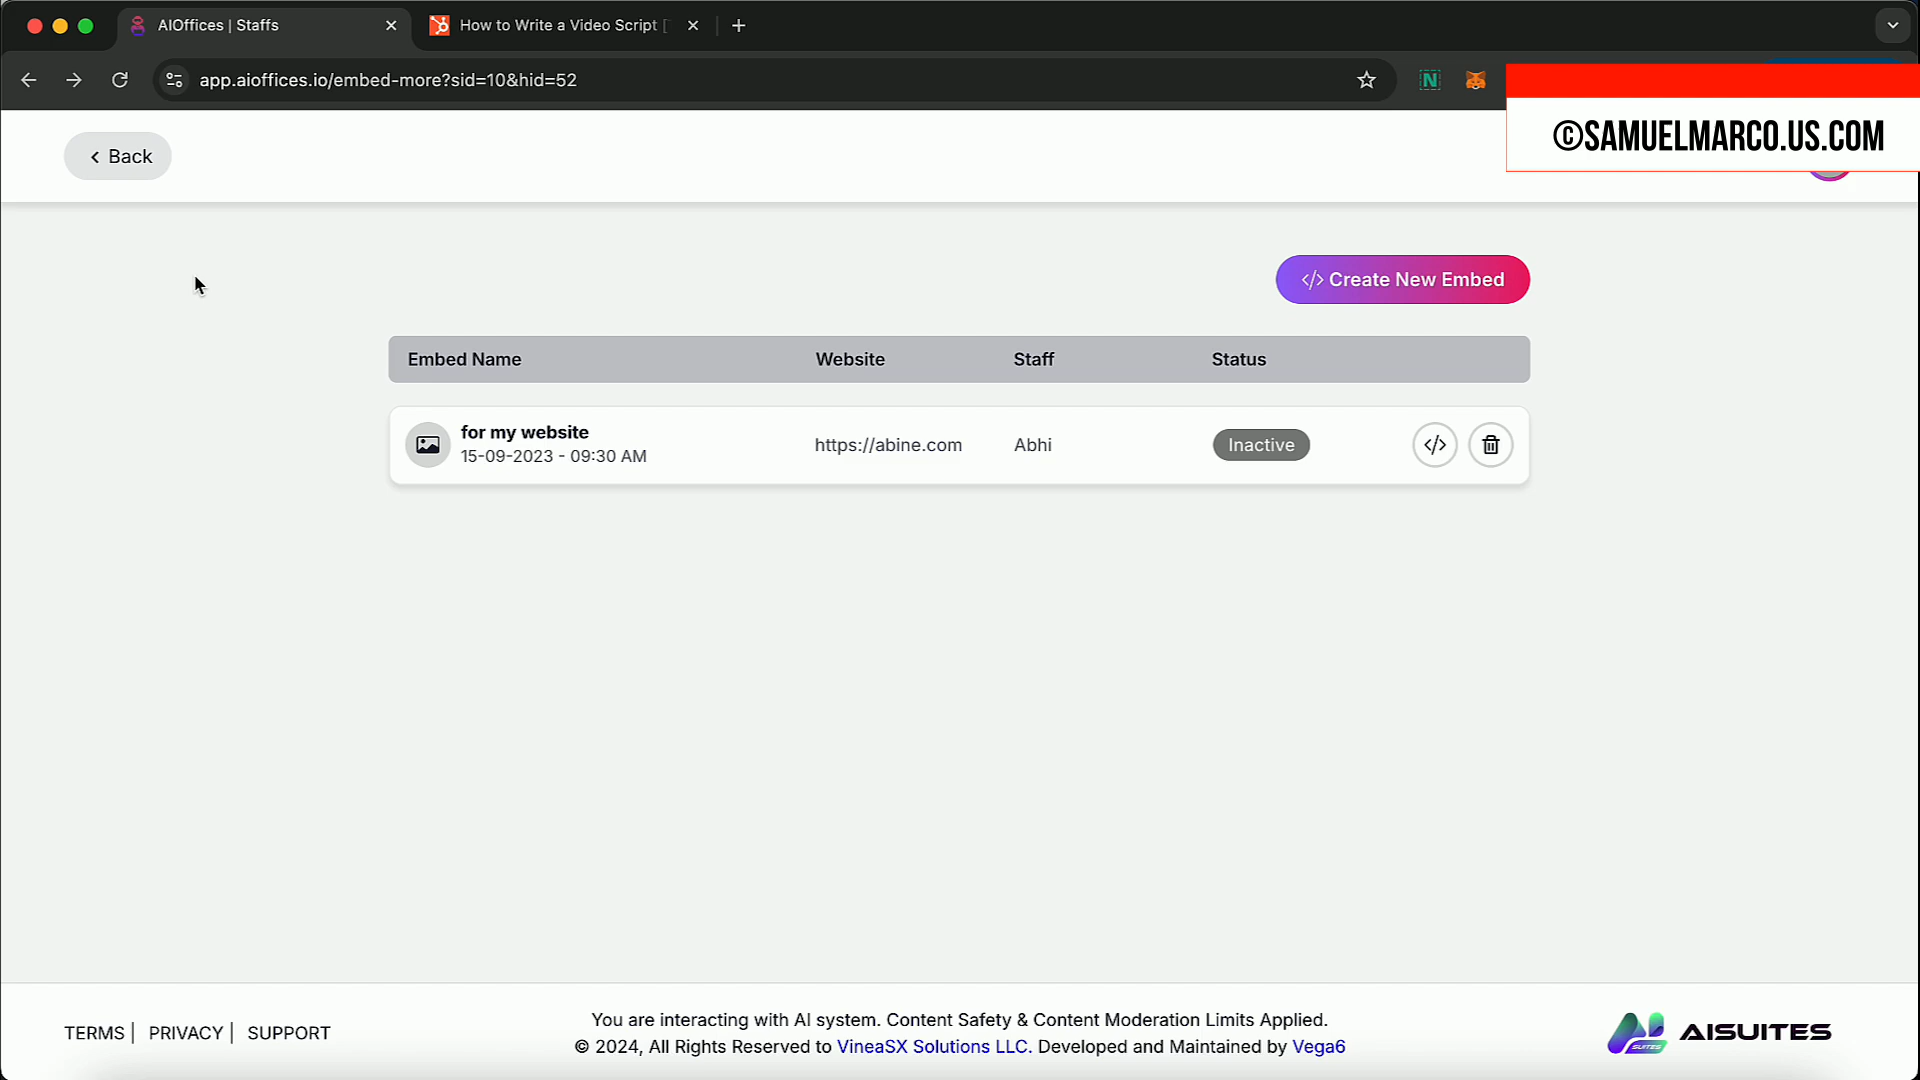 AIOffices | Staffs
How to Write a Video Script [
app.aioffices.io/embed-more?sid=10&hid=52
N
©SAMUELMARCO.US.COM
Back
</> Create New Embed
Embed Name Website Staff Status
for my website
15-09-2023 - 09:30 AM
https://abine.com Abhi Inactive </>
TERMS | PRIVACY | SUPPORT
You are interacting with AI system. Content Safety & Content Moderation Limits Applied.
© 2024, All Rights Reserved to VineaSX Solutions LLC. Developed and Maintained by Vega6
SUITES
AISUITES